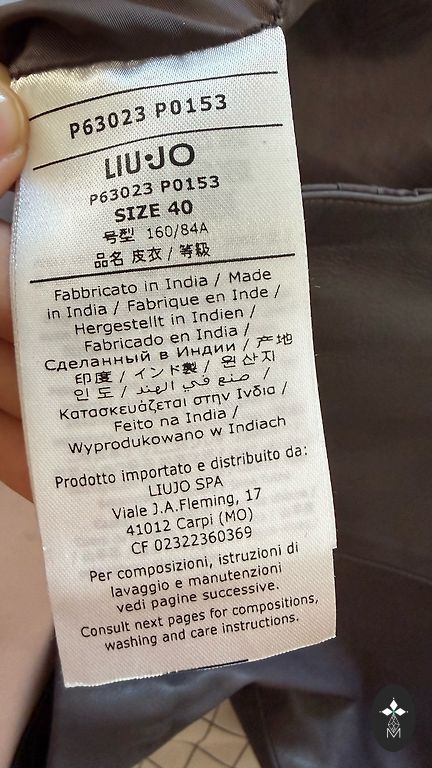 P63023 P0153
LIU·JO
P63023 P0153
SIZE 40
号型 160/84A
品名 皮衣 / 等級
Fabbricato in India / Made
in India / Fabrique en Inde /
Hergestellt in Indien /
Fabricado en India /
Сделанный в Индии / 产地
印度 / インド製 / 원산지
인도 / صنع في الهند /
Κατασκευάζεται στην Ινδια /
Feito na India /
Wyprodukowano w Indiach
Prodotto importato e distribuito da:
LIUJO SPA
Viale J.A.Fleming, 17
41012 Carpi (MO)
CF 02322360369
Per composizioni, istruzioni di
lavaggio e manutenzioni
vedi pagine successive.
Consult next pages for compositions,
washing and care instructions.
M